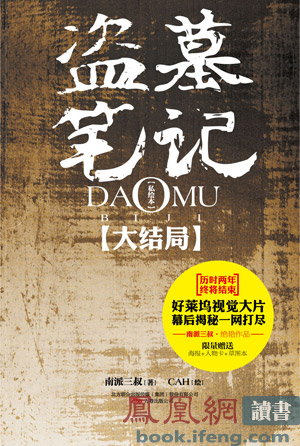 盗墓
笔记
DAOMU
【私绘本】
BIJI
【大结局】
历时两年
终将结束
好莱坞视觉大片
幕后揭秘一网打尽
南派三叔·绝艳作品
限量赠送
海报+人物卡+草图本
南派三叔〔著〕 CAH〔绘〕
鳳凰網 讀書
book.ifeng.com